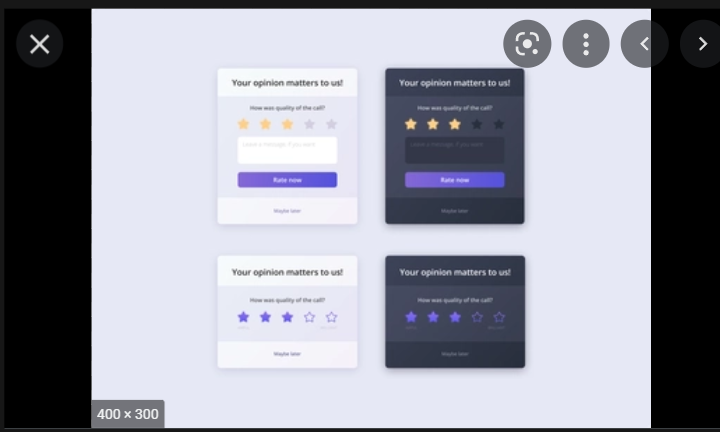 Your opinion matters to us!
How was quality of the call?
Leave a message if you want
Rate now
Maybe later
Your opinion matters to us!
How was quality of the call?
Leave a message if you want
Rate now
Maybe later
Your opinion matters to us!
How was quality of the call?
Maybe later
Your opinion matters to us!
How was quality of the call?
Maybe later
400 × 300